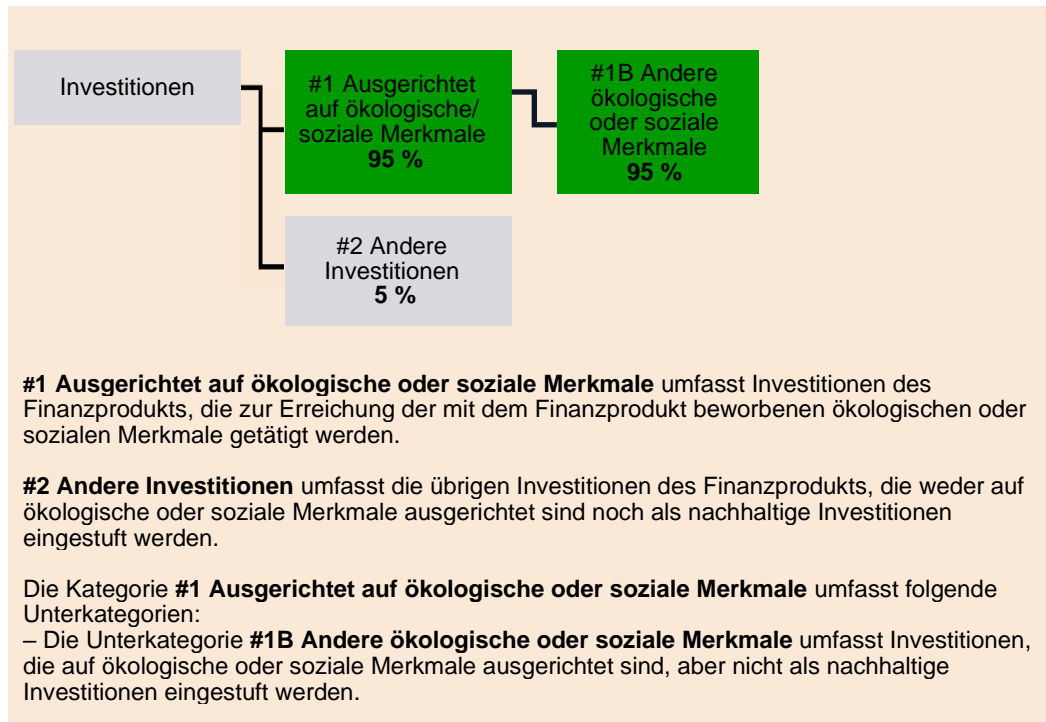 Investitionen
#1 Ausgerichtet
auf ökologische/
soziale Merkmale
95 %
#1B Andere
ökologische
oder soziale
Merkmale
95 %
#2 Andere
Investitionen
5 %
#1 Ausgerichtet auf ökologische oder soziale Merkmale umfasst Investitionen des
Finanzprodukts, die zur Erreichung der mit dem Finanzprodukt beworbenen ökologischen oder
sozialen Merkmale getätigt werden.
#2 Andere Investitionen umfasst die übrigen Investitionen des Finanzprodukts, die weder auf
ökologische oder soziale Merkmale ausgerichtet sind noch als nachhaltige Investitionen
eingestuft werden.
Die Kategorie #1 Ausgerichtet auf ökologische oder soziale Merkmale umfasst folgende
Unterkategorien:
– Die Unterkategorie #1B Andere ökologische oder soziale Merkmale umfasst Investitionen,
die auf ökologische oder soziale Merkmale ausgerichtet sind, aber nicht als nachhaltige
Investitionen eingestuft werden.